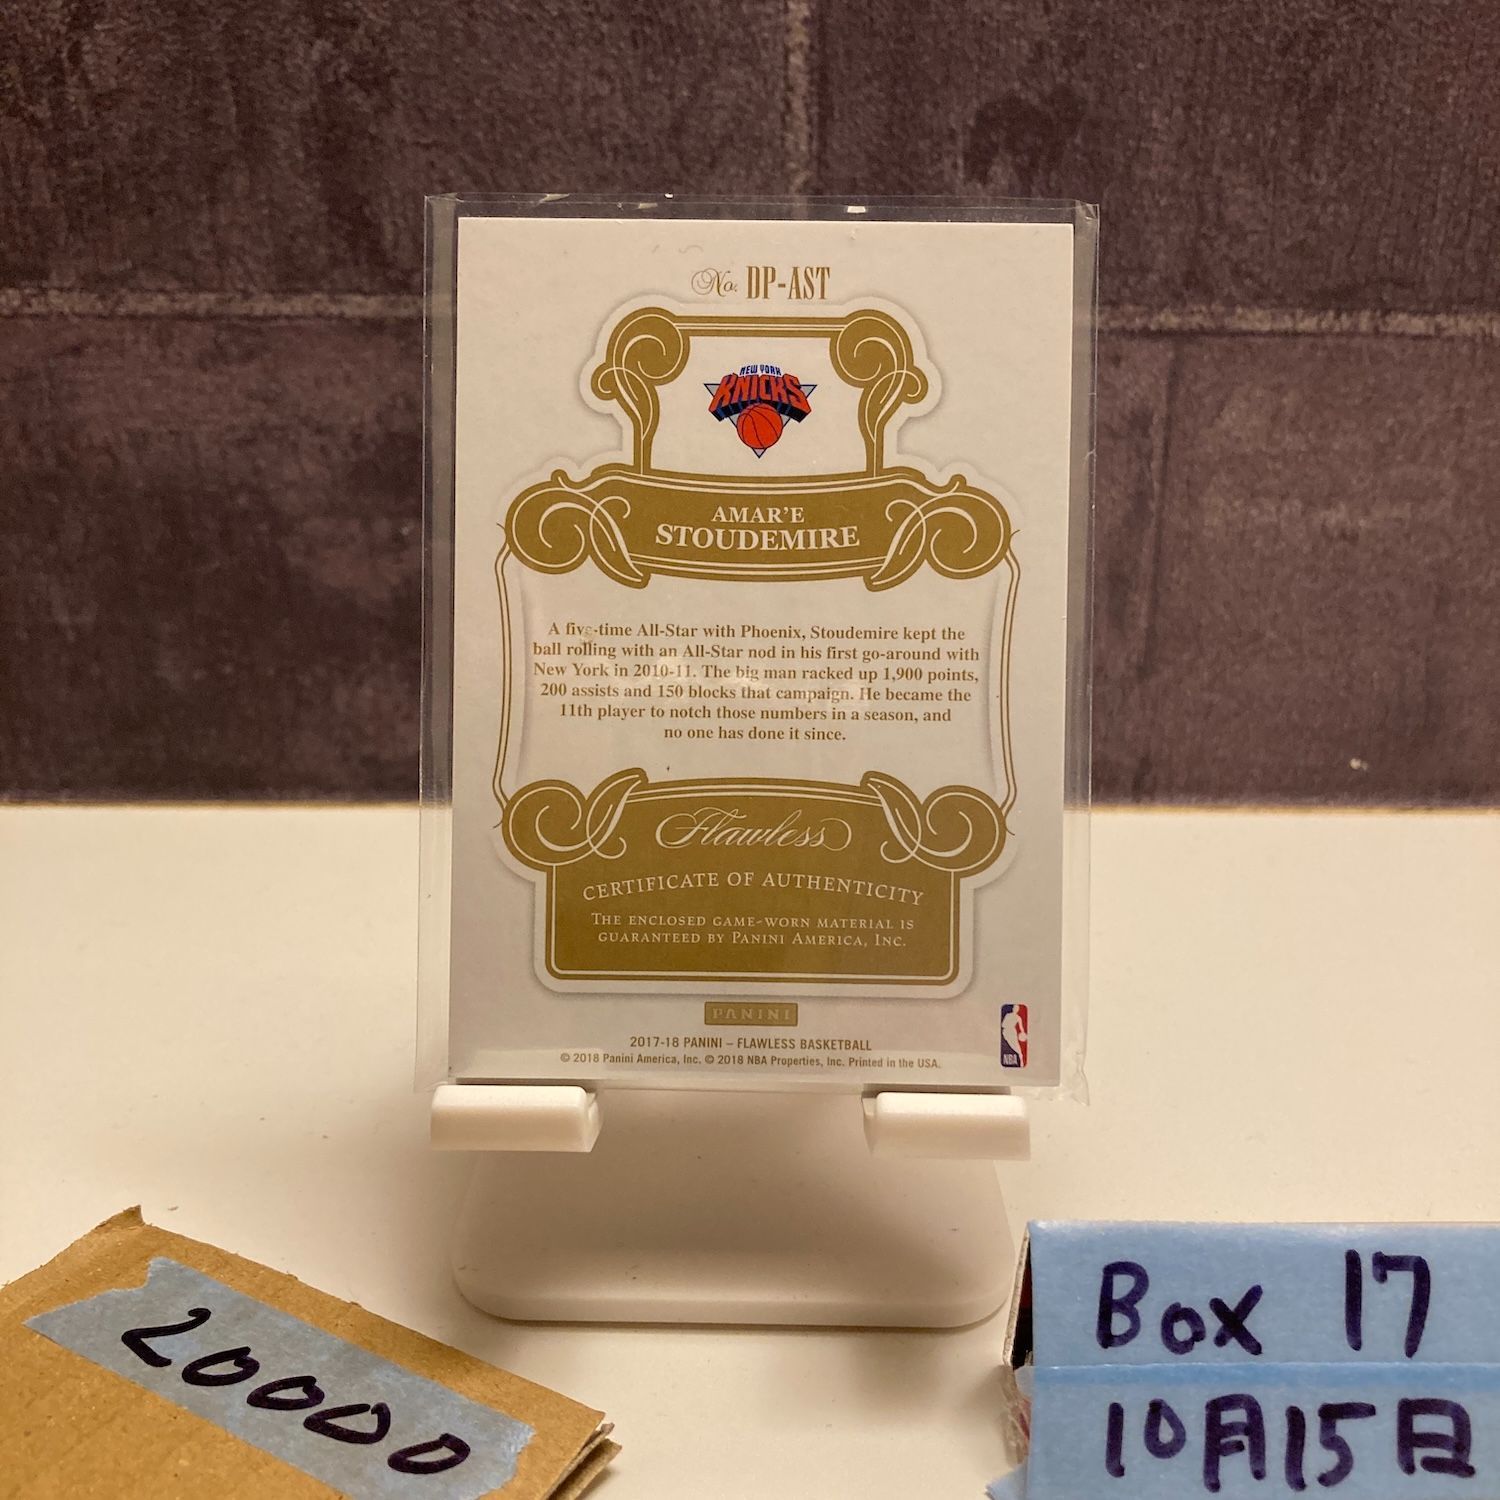 No. DP-AST
NEW YORK
KNICKS
AMAR'E
STOUDEMIRE
A five-time All-Star with Phoenix, Stoudemire kept the
ball rolling with an All-Star nod in his first go-around with
New York in 2010-11. The big man racked up 1,900 points,
200 assists and 150 blocks that campaign. He became the
11th player to notch those numbers in a season, and
no one has done it since.
Flawless
CERTIFICATE OF AUTHENTICITY
THE ENCLOSED GAME-WORN MATERIAL IS
GUARANTEED BY PANINI AMERICA, INC.
PANINI
2017-18 PANINI – FLAWLESS BASKETBALL
© 2018 Panini America, Inc. © 2018 NBA Properties, Inc. Printed in the USA.
NBA
20000
Box 17
10月15日